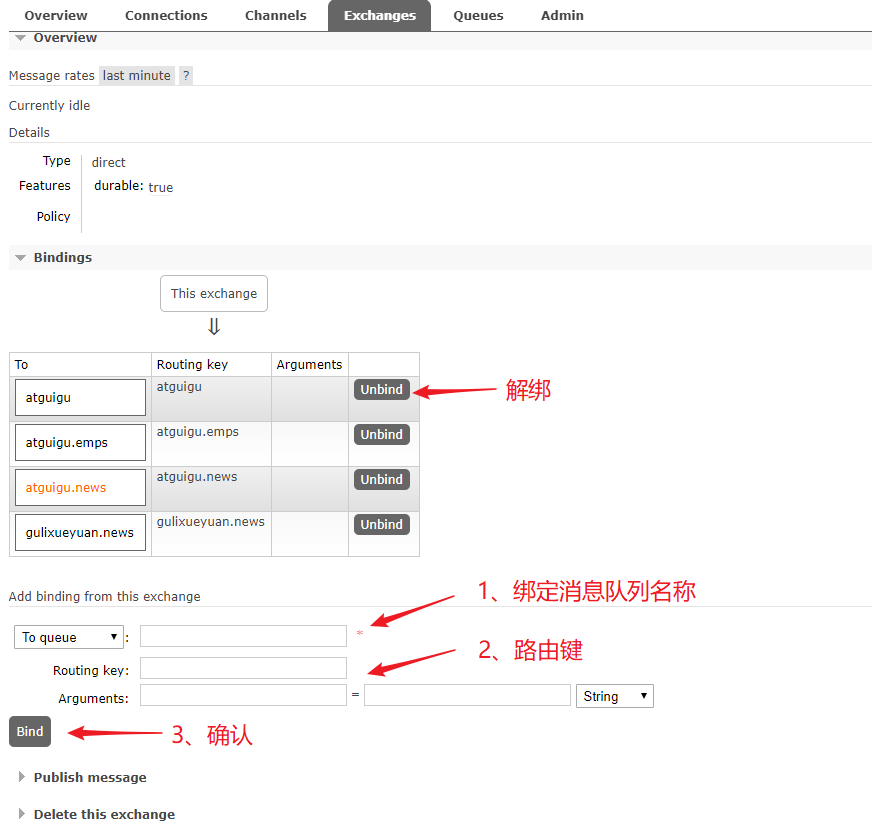 Overview Connections Channels Exchanges Queues Admin
Overview
Message rates last minute ?
Currently idle
Details
Type direct
Features durable: true
Policy
Bindings
This exchange
⇓
To Routing key Arguments
atguigu atguigu Unbind 解绑
atguigu.emps atguigu.emps Unbind
atguigu.news atguigu.news Unbind
gulixueyuan.news gulixueyuan.news Unbind
Add binding from this exchange
1、绑定消息队列名称
To queue : *
2、路由键
Routing key:
Arguments: = String
Bind 3、确认
Publish message
Delete this exchange